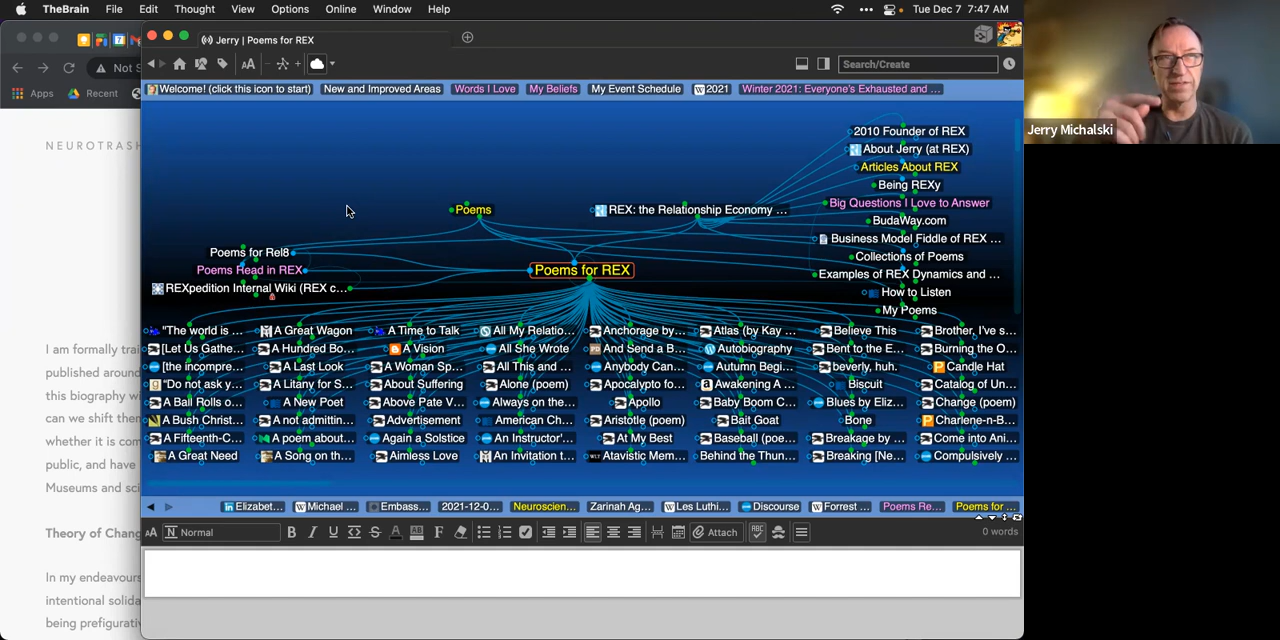 TheBrain File Edit Thought View Options Online Window Help Tue Dec 7 7:47 AM
Jerry | Poems for REX
Not S
Search/Create
Apps Recent
Welcome! (click this icon to start) New and Improved Areas Words I Love My Beliefs My Event Schedule 2021 Winter 2021: Everyone's Exhausted and ...
Jerry Michalski
NEUROTRASH
2010 Founder of REX
About Jerry (at REX)
Articles About REX
Being REXy
Big Questions I Love to Answer
Poems REX: the Relationship Economy ...
BudaWay.com
Business Model Fiddle of REX ...
Poems for Rel8
Collections of Poems
Poems Read in REX Poems for REX
Examples of REX Dynamics and ...
REXpedition Internal Wiki (REX c...
How to Listen
My Poems
"The world is ... A Great Wagon A Time to Talk All My Relatio... Anchorage by... Atlas (by Kay ... Believe This Brother, I've s...
[Let Us Gathe... A Hundred Bo... A Vision All She Wrote And Send a B... Autobiography Bent to the E... Burning the O...
[the incompre... A Last Look A Woman Sp... All This and ... Anybody Can... Autumn Begi... beverly, huh. Candle Hat
"Do not ask y... A Litany for S... About Suffering Alone (poem) Apocalypto fo... Awakening A ... Biscuit Catalog of Un...
A Ball Rolls o... A New Poet Above Pate V... Always on the... Apollo Baby Boom C... Blues by Eliz... Change (poem)
A Bush Christ... A not admittin... Advertisement American Ch... Aristotle (poem) Bait Goat Bone Charlene-n-B...
A Fifteenth-C... A poem about... Again a Solstice An Instructor'... At My Best Baseball (poe... Breakage by ... Come into Ani...
A Great Need A Song on th... Aimless Love An Invitation t... Atavistic Mem... Behind the Thun... Breaking [Ne... Compulsively ...
I am formally trai
published around
this biography w
can we shift them
whether it is com
public, and have
Museums and sci
Elizabet... Michael ... Embass... 2021-12-0... Neuroscien... Zarinah Ag... Les Luthi... Discourse Forrest ... Poems Re... Poems for ...
Normal B I U S A F Attach ABC 0 words
Theory of Chang
In my endeavours
intentional solida
being prefigurativ